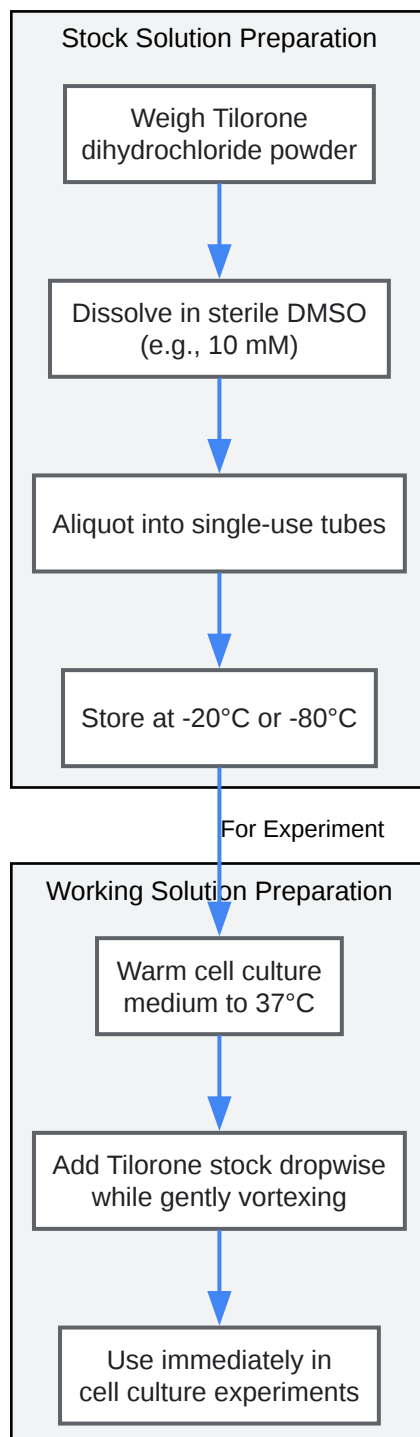 Stock Solution Preparation
Weigh Tilorone
dihydrochloride powder
Dissolve in sterile DMSO
(e.g., 10 mM)
Aliquot into single-use tubes
Store at -20°C or -80°C
For Experiment
Working Solution Preparation
Warm cell culture
medium to 37°C
Add Tilorone stock dropwise
while gently vortexing
Use immediately in
cell culture experiments